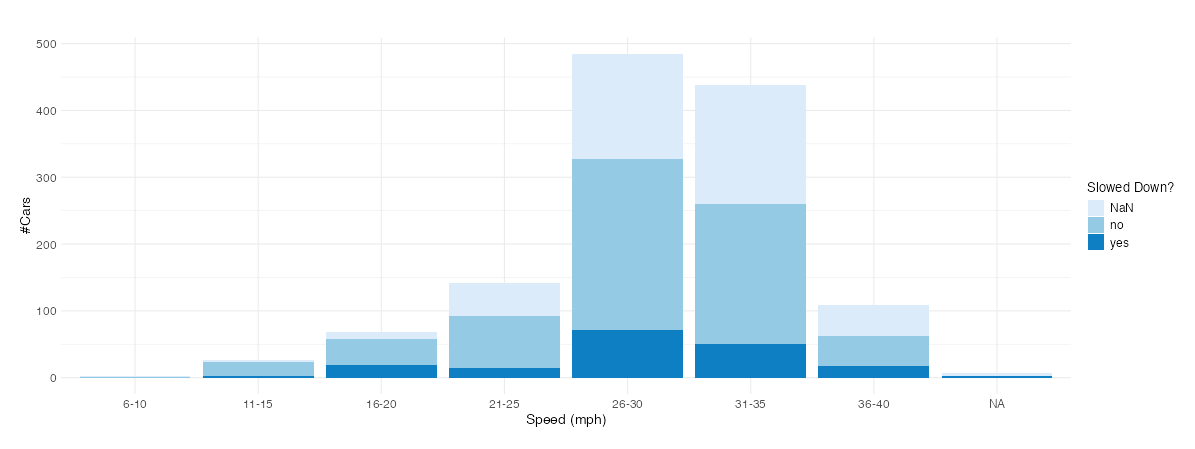 500
400
300
200
100
0
#Cars
6-10 11-15 16-20 21-25 26-30 31-35 36-40 NA
Speed (mph)
Slowed Down?
NaN
no
yes